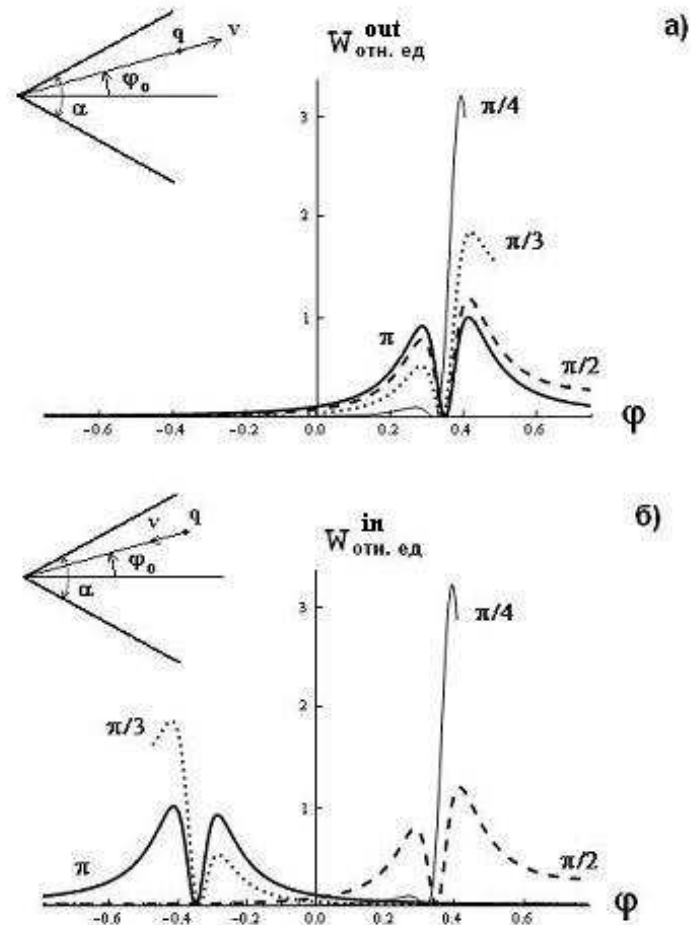 а)
W отн. ед out
q
v
φ₀
α
3
2
1
π/4
π/3
π
π/2
-0.6 -0.4 -0.2 0.0 0.2 0.4 0.6
φ
б)
W отн. ед in
v
q
φ₀
α
3
2
1
π/4
π/3
π
π/2
-0.6 -0.4 -0.2 0.0 0.2 0.4 0.6
φ